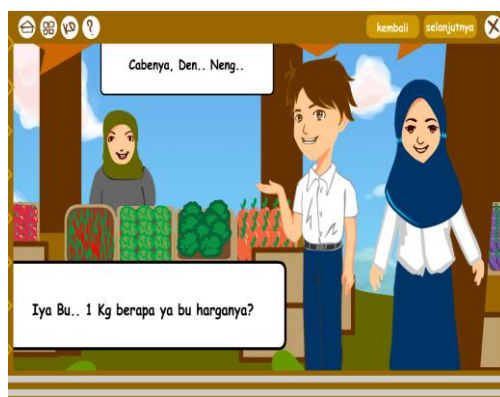 ?
kembali
selanjutnya
X
Cabenya, Den.. Neng..
Iya Bu.. 1 Kg berapa ya bu harganya?